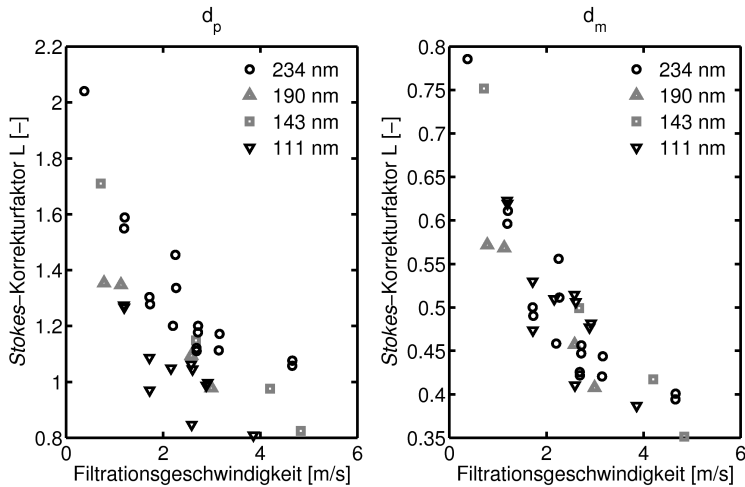 d_p
2.2
2
1.8
1.6
1.4
1.2
1
0.8
0
2
4
6
Stokes–Korrekturfaktor L [–]
Filtrationsgeschwindigkeit [m/s]
234 nm
190 nm
143 nm
111 nm
d_m
0.8
0.75
0.7
0.65
0.6
0.55
0.5
0.45
0.4
0.35
0
2
4
6
Stokes–Korrekturfaktor L [–]
Filtrationsgeschwindigkeit [m/s]
234 nm
190 nm
143 nm
111 nm